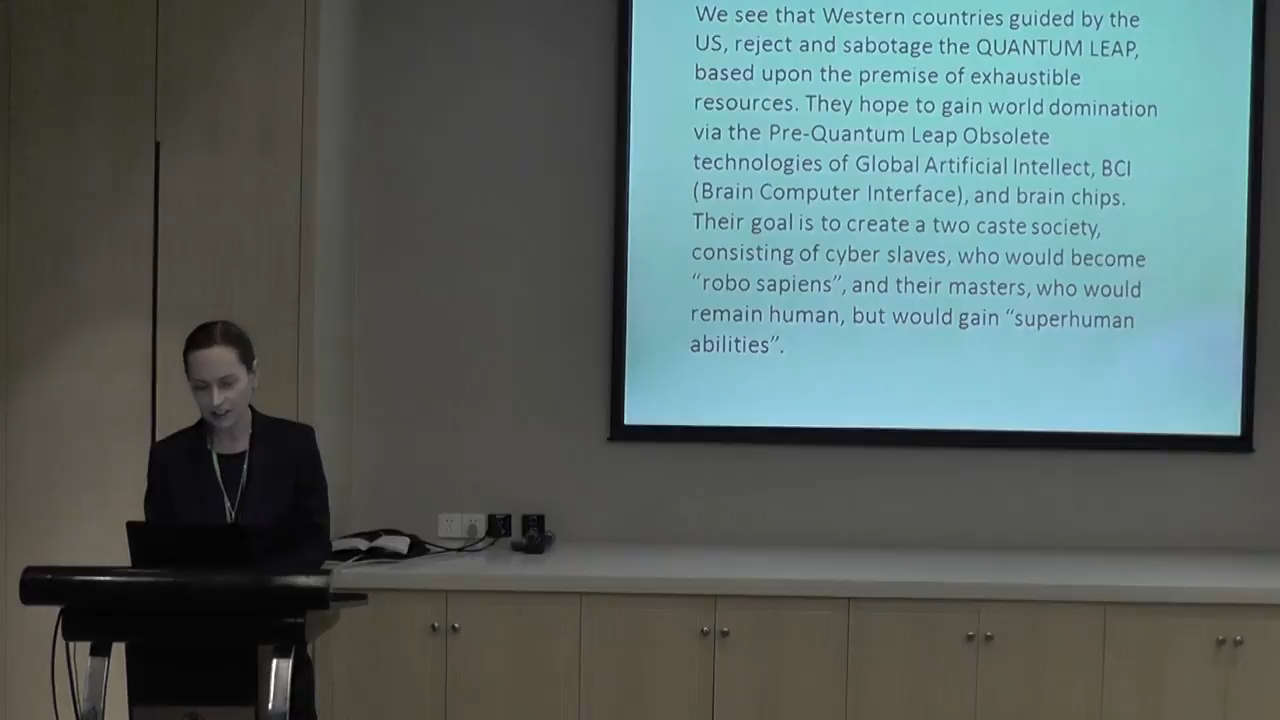 We see that Western countries guided by the
US, reject and sabotage the QUANTUM LEAP,
based upon the premise of exhaustible
resources. They hope to gain world domination
via the Pre-Quantum Leap Obsolete
technologies of Global Artificial Intellect, BCI
(Brain Computer Interface), and brain chips.
Their goal is to create a two caste society,
consisting of cyber slaves, who would become
“robo sapiens”, and their masters, who would
remain human, but would gain “superhuman
abilities”.